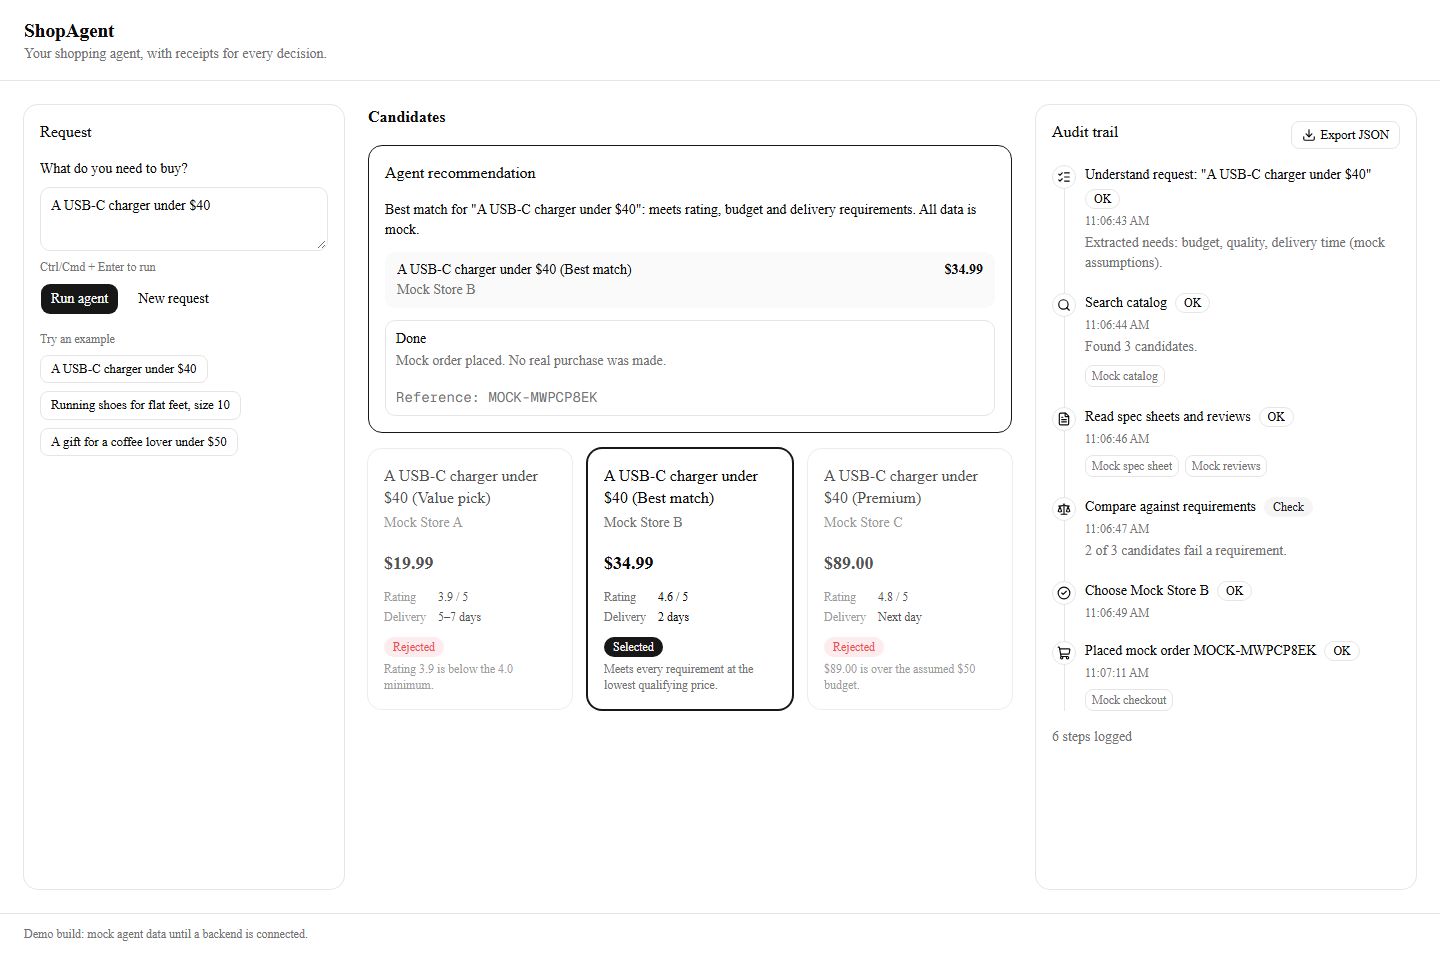 ShopAgent
Your shopping agent, with receipts for every decision.
Request
What do you need to buy?
A USB-C charger under $40
Ctrl/Cmd + Enter to run
Run agent
New request
Try an example
A USB-C charger under $40
Running shoes for flat feet, size 10
A gift for a coffee lover under $50
Candidates
Agent recommendation
Best match for "A USB-C charger under $40": meets rating, budget and delivery requirements. All data is
mock.
A USB-C charger under $40 (Best match)
$34.99
Mock Store B
Done
Mock order placed. No real purchase was made.
Reference: MOCK-MWPCP8EK
A USB-C charger under
$40 (Value pick)
Mock Store A
$19.99
Rating 3.9 / 5
Delivery 5–7 days
Rejected
Rating 3.9 is below the 4.0
minimum.
A USB-C charger under
$40 (Best match)
Mock Store B
$34.99
Rating 4.6 / 5
Delivery 2 days
Selected
Meets every requirement at the
lowest qualifying price.
A USB-C charger under
$40 (Premium)
Mock Store C
$89.00
Rating 4.8 / 5
Delivery Next day
Rejected
$89.00 is over the assumed $50
budget.
Audit trail
Export JSON
Understand request: "A USB-C charger under $40"
OK
11:06:43 AM
Extracted needs: budget, quality, delivery time (mock
assumptions).
Search catalog OK
11:06:44 AM
Found 3 candidates.
Mock catalog
Read spec sheets and reviews OK
11:06:46 AM
Mock spec sheet Mock reviews
Compare against requirements Check
11:06:47 AM
2 of 3 candidates fail a requirement.
Choose Mock Store B OK
11:06:49 AM
Placed mock order MOCK-MWPCP8EK OK
11:07:11 AM
Mock checkout
6 steps logged
Demo build: mock agent data until a backend is connected.